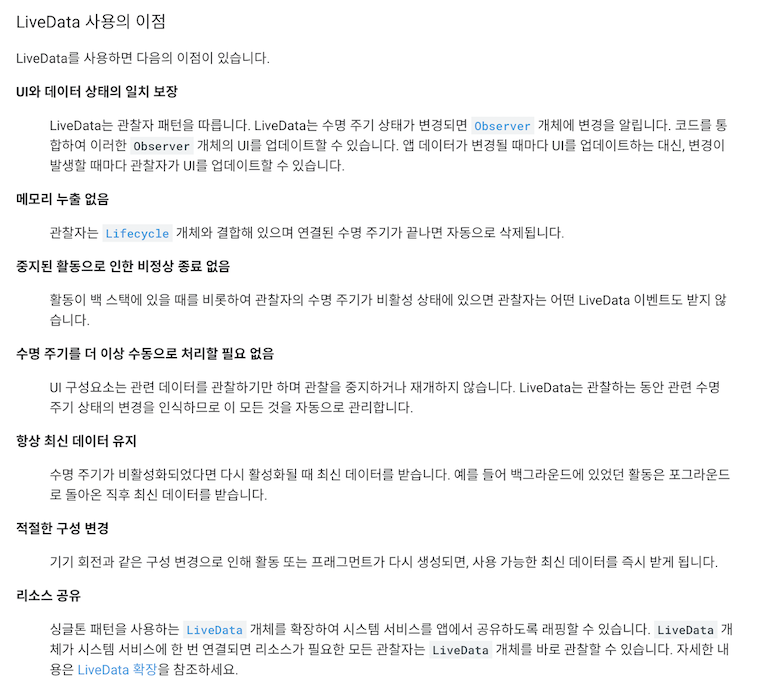 LiveData 사용의 이점
LiveData를 사용하면 다음의 이점이 있습니다.
UI와 데이터 상태의 일치 보장
LiveData는 관찰자 패턴을 따릅니다. LiveData는 수명 주기 상태가 변경되면 Observer 개체에 변경을 알립니다. 코드를 통
합하여 이러한 Observer 개체의 UI를 업데이트할 수 있습니다. 앱 데이터가 변경될 때마다 UI를 업데이트하는 대신, 변경이
발생할 때마다 관찰자가 UI를 업데이트할 수 있습니다.
메모리 누출 없음
관찰자는 Lifecycle 개체와 결합해 있으며 연결된 수명 주기가 끝나면 자동으로 삭제됩니다.
중지된 활동으로 인한 비정상 종료 없음
활동이 백 스택에 있을 때를 비롯하여 관찰자의 수명 주기가 비활성 상태에 있으면 관찰자는 어떤 LiveData 이벤트도 받지 않
습니다.
수명 주기를 더 이상 수동으로 처리할 필요 없음
UI 구성요소는 관련 데이터를 관찰하기만 하며 관찰을 중지하거나 재개하지 않습니다. LiveData는 관찰하는 동안 관련 수명
주기 상태의 변경을 인식하므로 이 모든 것을 자동으로 관리합니다.
항상 최신 데이터 유지
수명 주기가 비활성화되었다면 다시 활성화될 때 최신 데이터를 받습니다. 예를 들어 백그라운드에 있었던 활동은 포그라운드
로 돌아온 직후 최신 데이터를 받습니다.
적절한 구성 변경
기기 회전과 같은 구성 변경으로 인해 활동 또는 프래그먼트가 다시 생성되면, 사용 가능한 최신 데이터를 즉시 받게 됩니다.
리소스 공유
싱글톤 패턴을 사용하는 LiveData 개체를 확장하여 시스템 서비스를 앱에서 공유하도록 래핑할 수 있습니다. LiveData 개
체가 시스템 서비스에 한 번 연결되면 리소스가 필요한 모든 관찰자는 LiveData 개체를 바로 관찰할 수 있습니다. 자세한 내
용은 LiveData 확장을 참조하세요.